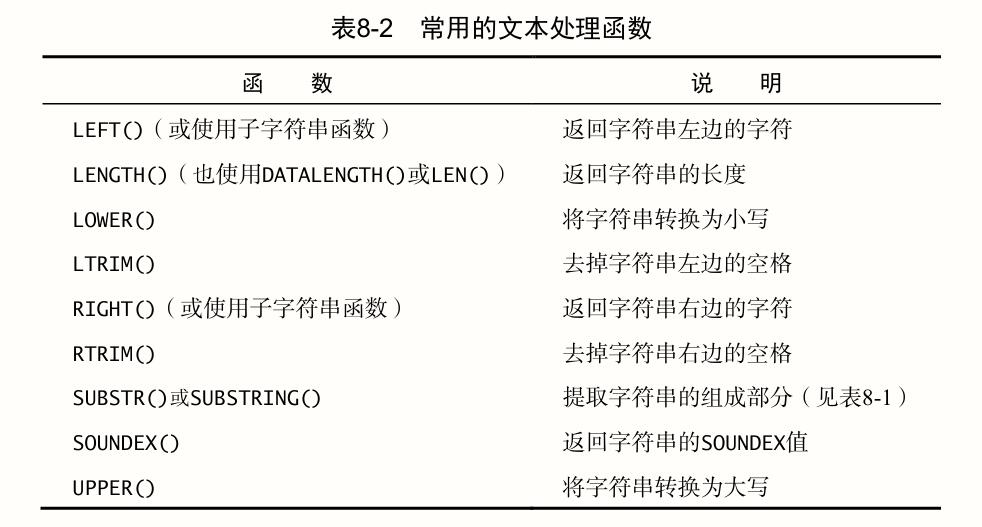 表8-2 常用的文本处理函数
函 数 说 明
LEFT()（或使用子字符串函数） 返回字符串左边的字符
LENGTH()（也使用DATALENGTH()或LEN()） 返回字符串的长度
LOWER() 将字符串转换为小写
LTRIM() 去掉字符串左边的空格
RIGHT()（或使用子字符串函数） 返回字符串右边的字符
RTRIM() 去掉字符串右边的空格
SUBSTR()或SUBSTRING() 提取字符串的组成部分（见表8-1）
SOUNDEX() 返回字符串的SOUNDEX值
UPPER() 将字符串转换为大写